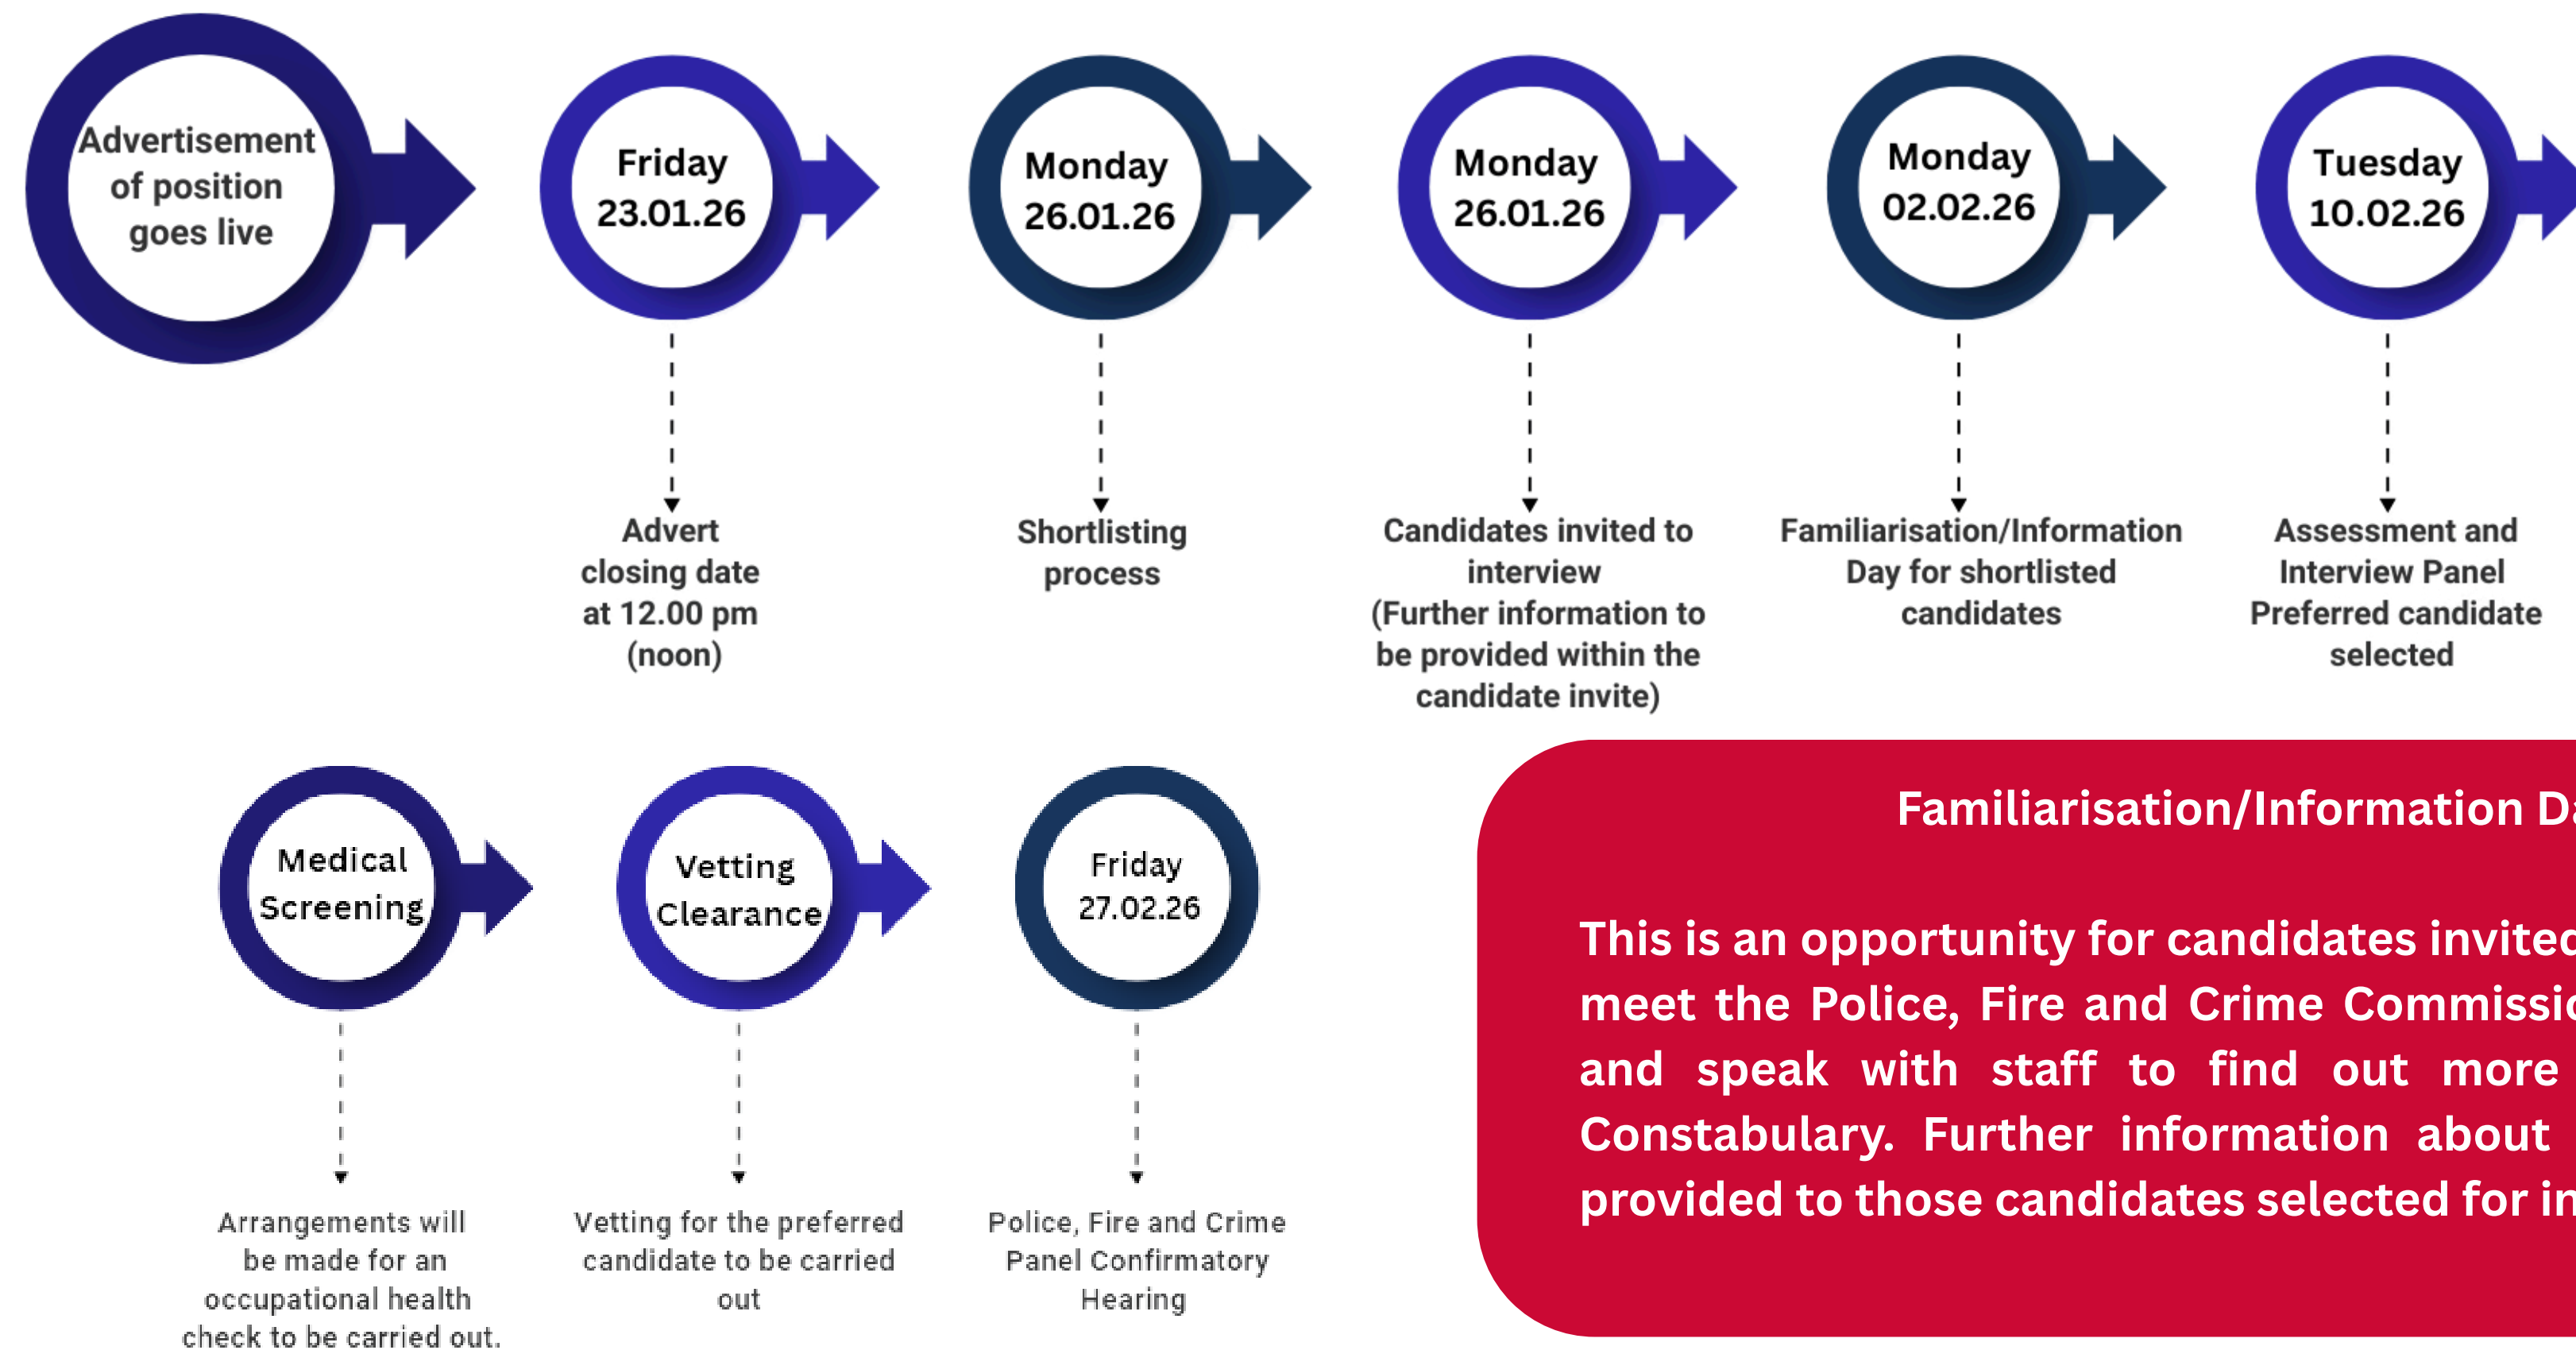 Advertisement
of position
goes live
Friday
23.01.26
Monday
26.01.26
Monday
26.01.26
Monday
02.02.26
Tuesday
10.02.26
Advert
closing date
at 12.00 pm
(noon)
Shortlisting
process
Candidates invited to
interview
(Further information to
be provided within the
candidate invite)
Familiarisation/Information
Day for shortlisted
candidates
Assessment and
Interview Panel
Preferred candidate
selected
Medical
Screening
Vetting
Clearance
Friday
27.02.26
Arrangements will
be made for an
occupational health
check to be carried out.
Vetting for the preferred
candidate to be carried
out
Police, Fire and Crime
Panel Confirmatory
Hearing
Familiarisation/Information
This is an opportunity for candidates invited
meet the Police, Fire and Crime
and speak with staff to find out more
Constabulary. Further information about
provided to those candidates selected for